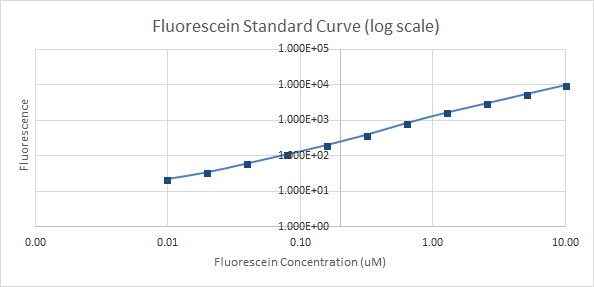 Fluorescein Standard Curve (log scale)
1.000E+05
1.000E+04
1.000E+03
1.000E+02
1.000E+01
1.000E+00
Fluorescence
0.00 0.01 0.10 1.00 10.00
Fluorescein Concentration (uM)